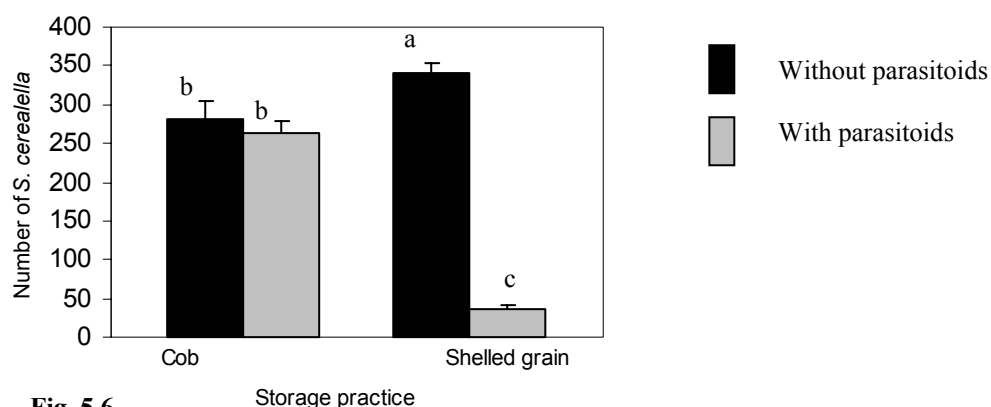 400
350
300
250
200
150
100
50
0
Number of S. cerealella
b
b
a
c
Cob
Shelled grain
Storage practice
Without parasitoids
With parasitoids
Fig. 5.6